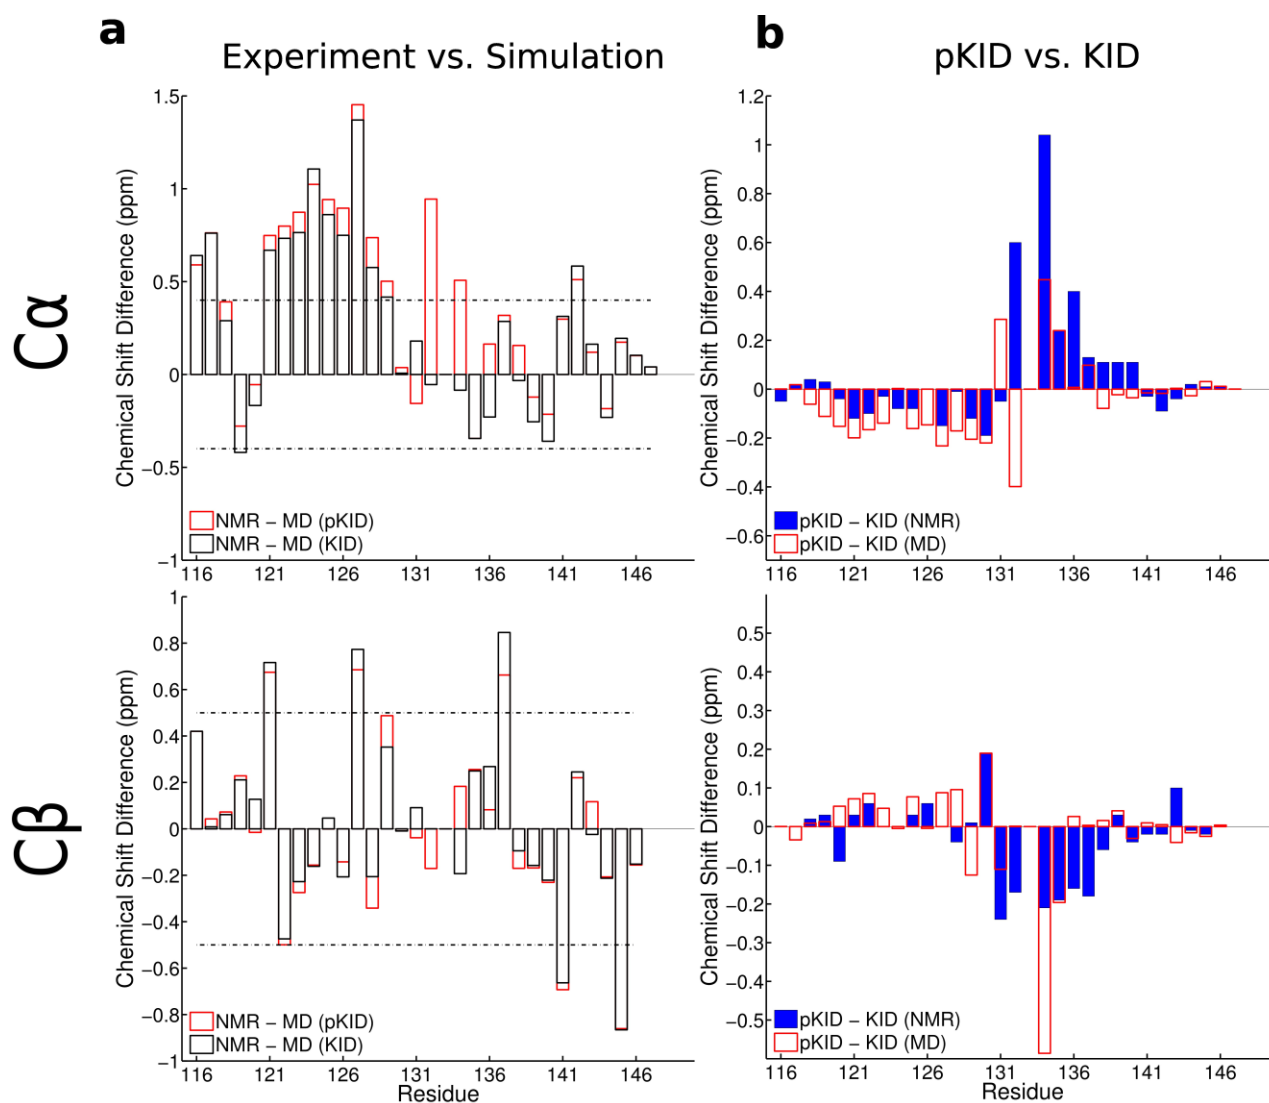 a
Experiment vs. Simulation
b
pKID vs. KID
Cα
Chemical Shift Difference (ppm)
1.5
1
0.5
0
−0.5
−1
NMR − MD (pKID)
NMR − MD (KID)
116 121 126 131 136 141 146
Chemical Shift Difference (ppm)
1.2
1
0.8
0.6
0.4
0.2
0
−0.2
−0.4
−0.6
pKID − KID (NMR)
pKID − KID (MD)
116 121 126 131 136 141 146
Cβ
Chemical Shift Difference (ppm)
1
0.8
0.6
0.4
0.2
0
−0.2
−0.4
−0.6
−0.8
−1
NMR − MD (pKID)
NMR − MD (KID)
116 121 126 131 136 141 146
Residue
Chemical Shift Difference (ppm)
0.5
0.4
0.3
0.2
0.1
0
−0.1
−0.2
−0.3
−0.4
−0.5
pKID − KID (NMR)
pKID − KID (MD)
116 121 126 131 136 141 146
Residue